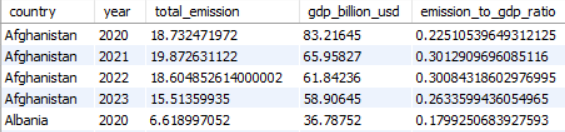 country year total_emission gdp_billion_usd emission_to_gdp_ratio
Afghanistan 2020 18.732471972 83.21645 0.22510539649312125
Afghanistan 2021 19.872631122 65.95827 0.3012909696085116
Afghanistan 2022 18.604852614000002 61.84236 0.30084318602976995
Afghanistan 2023 15.51359935 58.90645 0.2633599436054965
Albania 2020 6.618997052 36.78752 0.1799250683927593